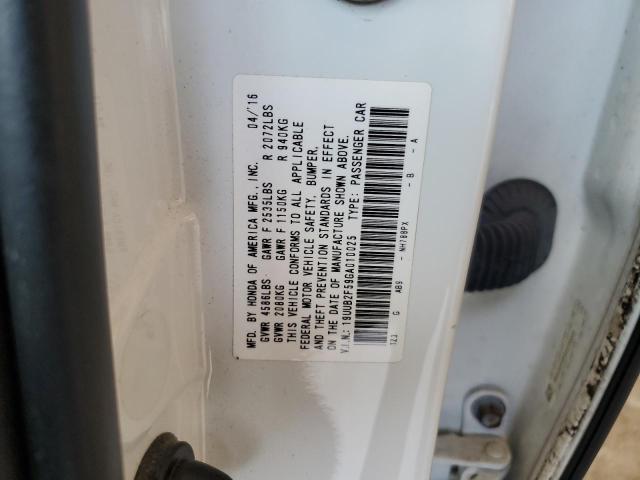 MFD. BY HONDA OF AMERICA MFG., INC. 04/'16
GVWR 4586LBS GAWR F 2535LBS R 2072LBS
GVWR 2080KG GAWR F 1150KG R 940KG
THIS VEHICLE CONFORMS TO ALL APPLICABLE
FEDERAL MOTOR VEHICLE SAFETY, BUMPER,
AND THEFT PREVENTION STANDARDS IN EFFECT
ON THE DATE OF MANUFACTURE SHOWN ABOVE.
V.I.N.: 19UUB2F59GA010025 TYPE: PASSENGER CAR
TZ3 G AB9 - NH788PX - B - A